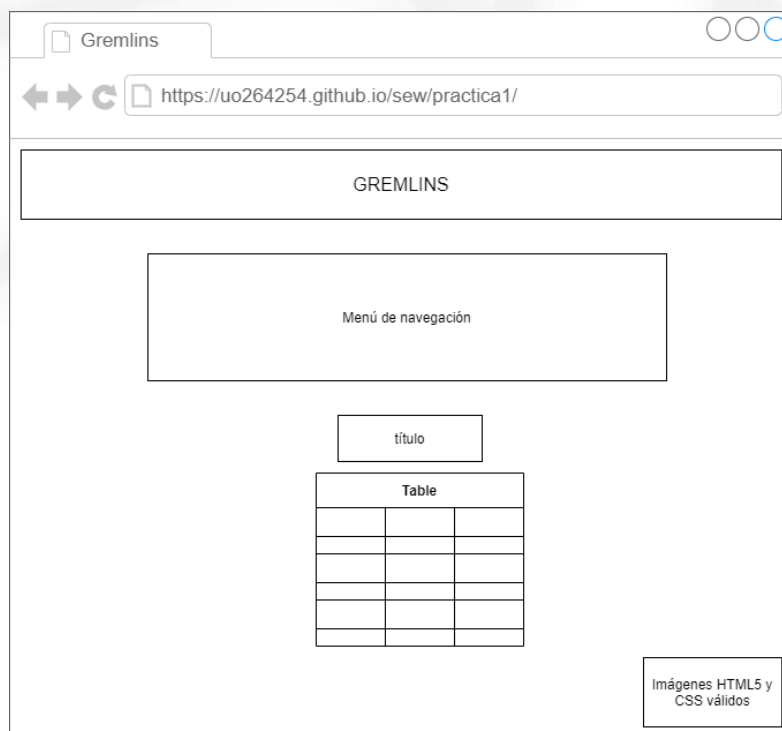 Gremlins
https://uo264254.github.io/sew/practica1/
GREMLINS
Menú de navegación
título
Table
Imágenes HTML5 y
CSS válidos